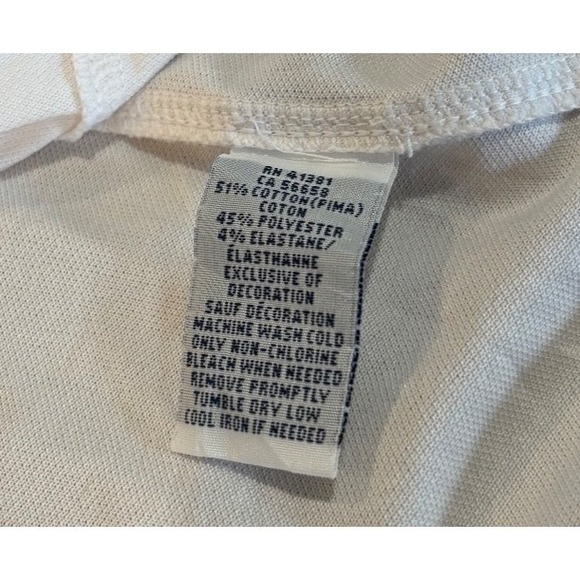 RN 41381
CA 56658
51% COTTON(PIMA)
COTON
45% POLYESTER
4% ELASTANE/
ÉLASTHANNE
EXCLUSIVE OF
DECORATION
SAUF DÉCORATION
MACHINE WASH COLD
ONLY NON-CHLORINE
BLEACH WHEN NEEDED
REMOVE PROMPTLY
TUMBLE DRY LOW
COOL IRON IF NEEDED